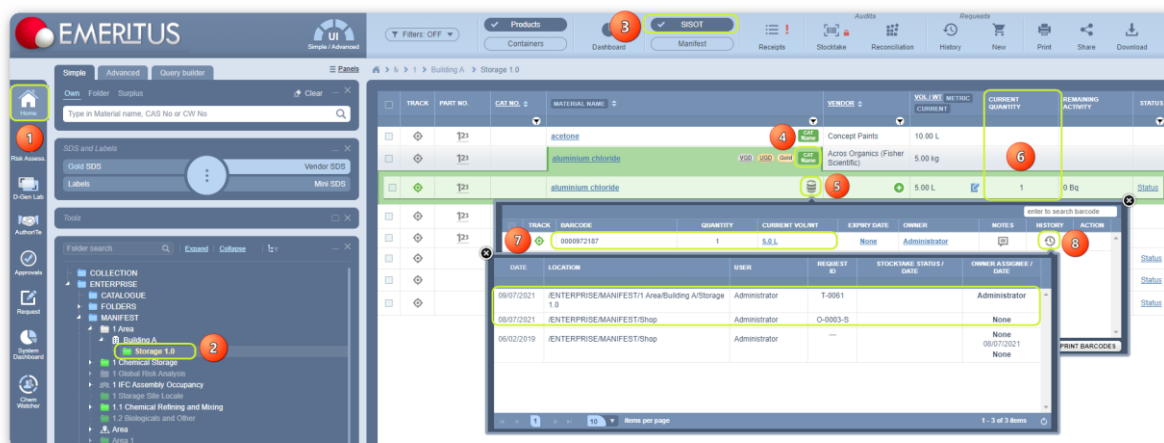 EMERITUS
UI
Simple / Advanced
Filters: OFF
Products
Containers
Dashboard
3
SISOT
Manifest
Receipts
Audits
Stocktake
Reconciliation
Requests
History
New
Print
Share
Download
Home
1
Risk Assess.
D-Gen Lab
AuthorITe
Approvals
Request
System
Dashboard
Chem
Watcher
Simple
Advanced
Query builder
Panels
Own Folder Surplus
Clear
Type in Material name, CAS No or CW No
SDS and Labels
Gold SDS
Vendor SDS
Labels
Mini SDS
Tools
Folder search
Expand
Collapse
COLLECTION
ENTERPRISE
CATALOGUE
FOLDERS
MANIFEST
1 Area
Building A
Storage 1.0
2
1 Chemical Storage
1 Global Risk Analysis
1 IFC Assembly Occupancy
1 Storage Site Locale
1.1 Chemical Refining and Mixing
1.2 Biologicals and Other
Area
Area 1
> 1 > Building A > Storage 1.0
TRACK
PART NO.
CAT NO.
MATERIAL NAME
VENDOR
VOL / WT METRIC
CURRENT
CURRENT
QUANTITY
REMAINING
ACTIVITY
STATUS
123
acetone
4
CAT
Name
Concept Paints
10.00 L
123
aluminium chloride
VGD
UGD
Gold
CAT
Name
Acros Organics (Fisher
Scientific)
5.00 kg
6
123
aluminium chloride
5
5.00 L
1
0 Bq
Status
123
123
Status
Status
Status
enter to search barcode
TRACK
BARCODE
QUANTITY
CURRENT VOL/WT
EXPIRY DATE
OWNER
NOTES
HISTORY
ACTION
7
0000972187
1
5.0 L
None
Administrator
8
DATE
LOCATION
USER
REQUEST
ID
STOCKTAKE STATUS /
DATE
OWNER ASSIGNEE /
DATE
09/07/2021
/ENTERPRISE/MANIFEST/1 Area/Building A/Storage
1.0
Administrator
T-0061
Administrator
08/07/2021
/ENTERPRISE/MANIFEST/Shop
Administrator
O-0003-S
None
06/02/2019
/ENTERPRISE/MANIFEST/Shop
Administrator
---
None
08/07/2021
None
PRINT BARCODES
1
10
items per page
1 - 3 of 3 items